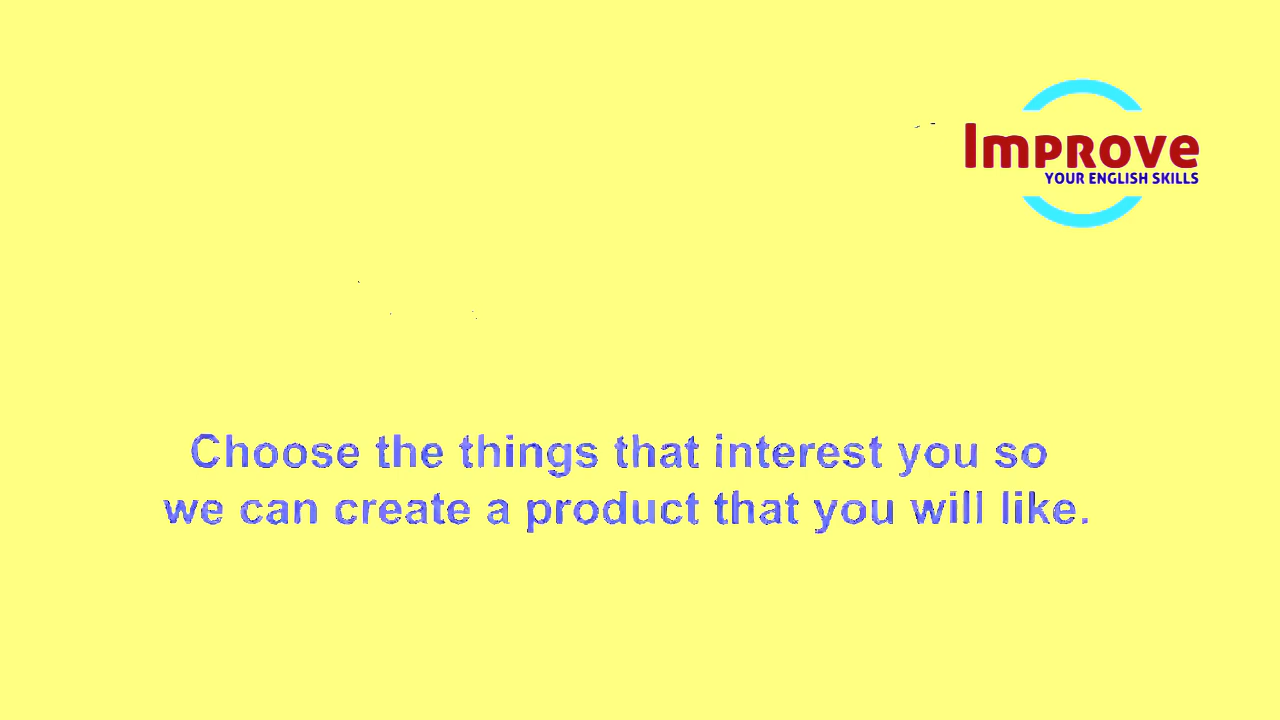 Improve
YOUR ENGLISH SKILLS
Choose the things that interest you so
we can create a product that you will like.